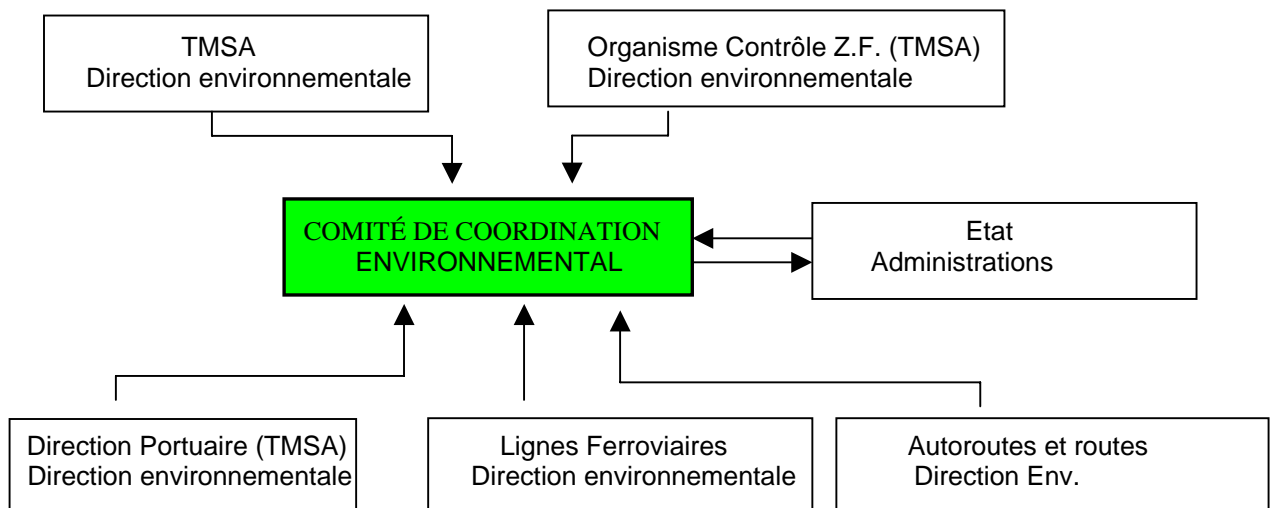 TMSA
Direction environnementale
Organisme Contrôle Z.F. (TMSA)
Direction environnementale
COMITÉ DE COORDINATION
ENVIRONNEMENTAL
Etat
Administrations
Direction Portuaire (TMSA)
Direction environnementale
Lignes Ferroviaires
Direction environnementale
Autoroutes et routes
Direction Env.